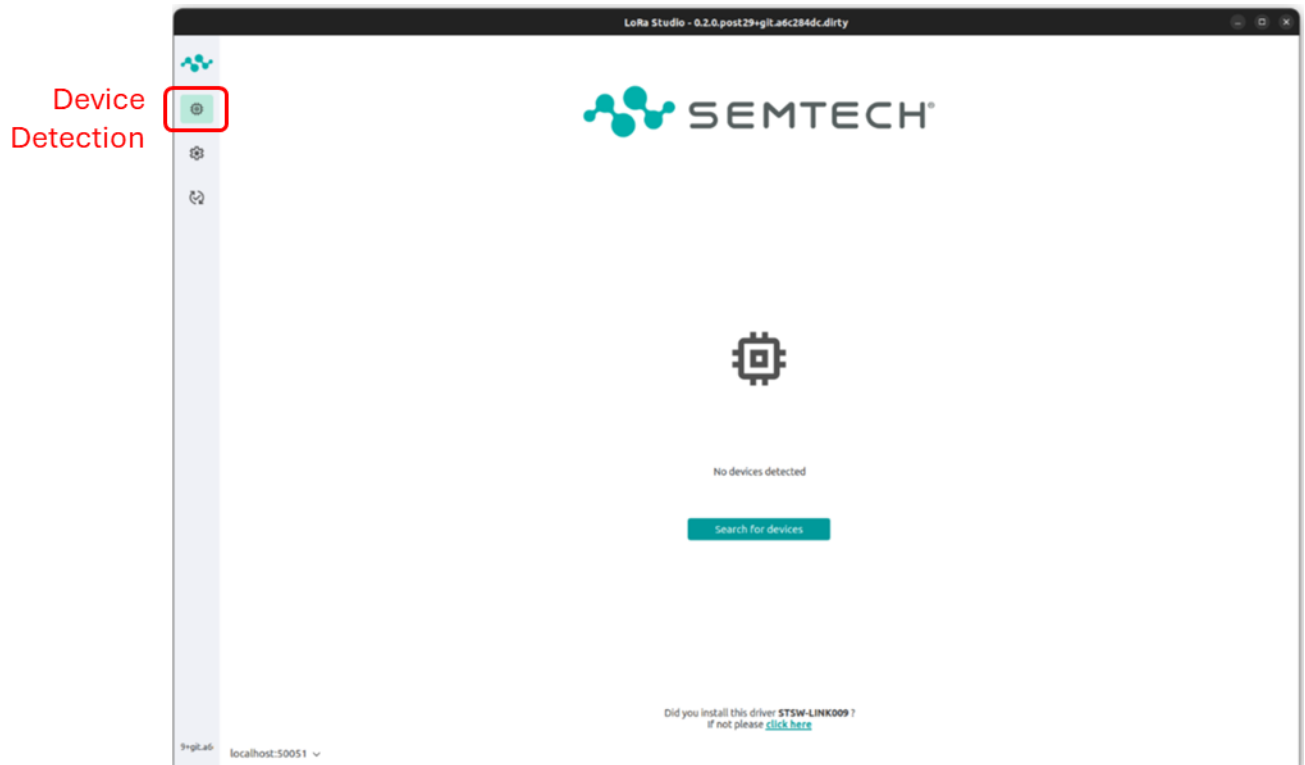 LoRa Studio - 0.2.0.post29+git.a6c284dc.dirty
Device
Detection
SEMTECH®
No devices detected
Search for devices
Did you install this driver STSW-LINK009 ?
If not please click here
9+git.a6
localhost:50051